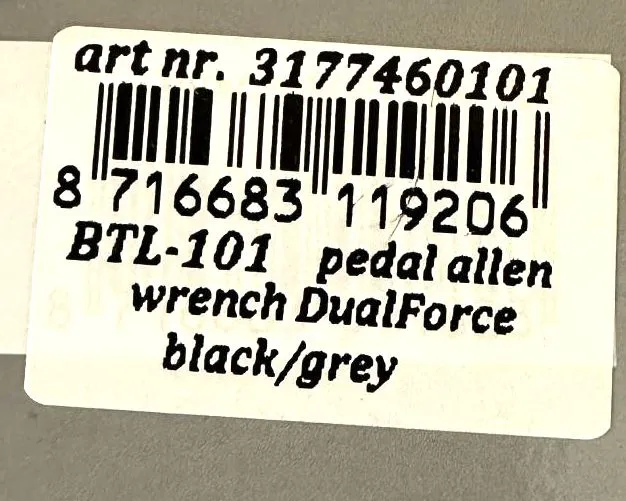 art nr. 3177460101
8 716683 119206
BTL-101 pedal allen
wrench DualForce
black/grey